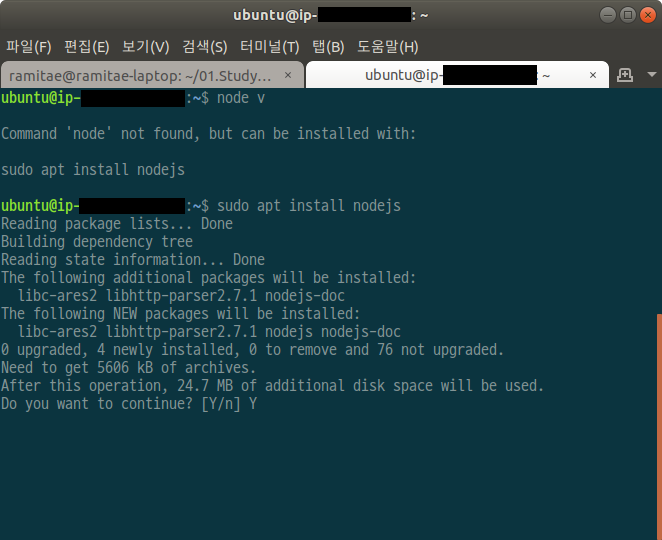 ubuntu@ip- : ~
파일(F) 편집(E) 보기(V) 검색(S) 터미널(T) 탭(B) 도움말(H)
ramitae@ramitae-laptop: ~/01.Study... × ubuntu@ip- : ~ ×
ubuntu@ip- :~$ node v
Command 'node' not found, but can be installed with:
sudo apt install nodejs
ubuntu@ip- :~$ sudo apt install nodejs
Reading package lists... Done
Building dependency tree
Reading state information... Done
The following additional packages will be installed:
libc-ares2 libhttp-parser2.7.1 nodejs-doc
The following NEW packages will be installed:
libc-ares2 libhttp-parser2.7.1 nodejs nodejs-doc
0 upgraded, 4 newly installed, 0 to remove and 76 not upgraded.
Need to get 5606 kB of archives.
After this operation, 24.7 MB of additional disk space will be used.
Do you want to continue? [Y/n] Y